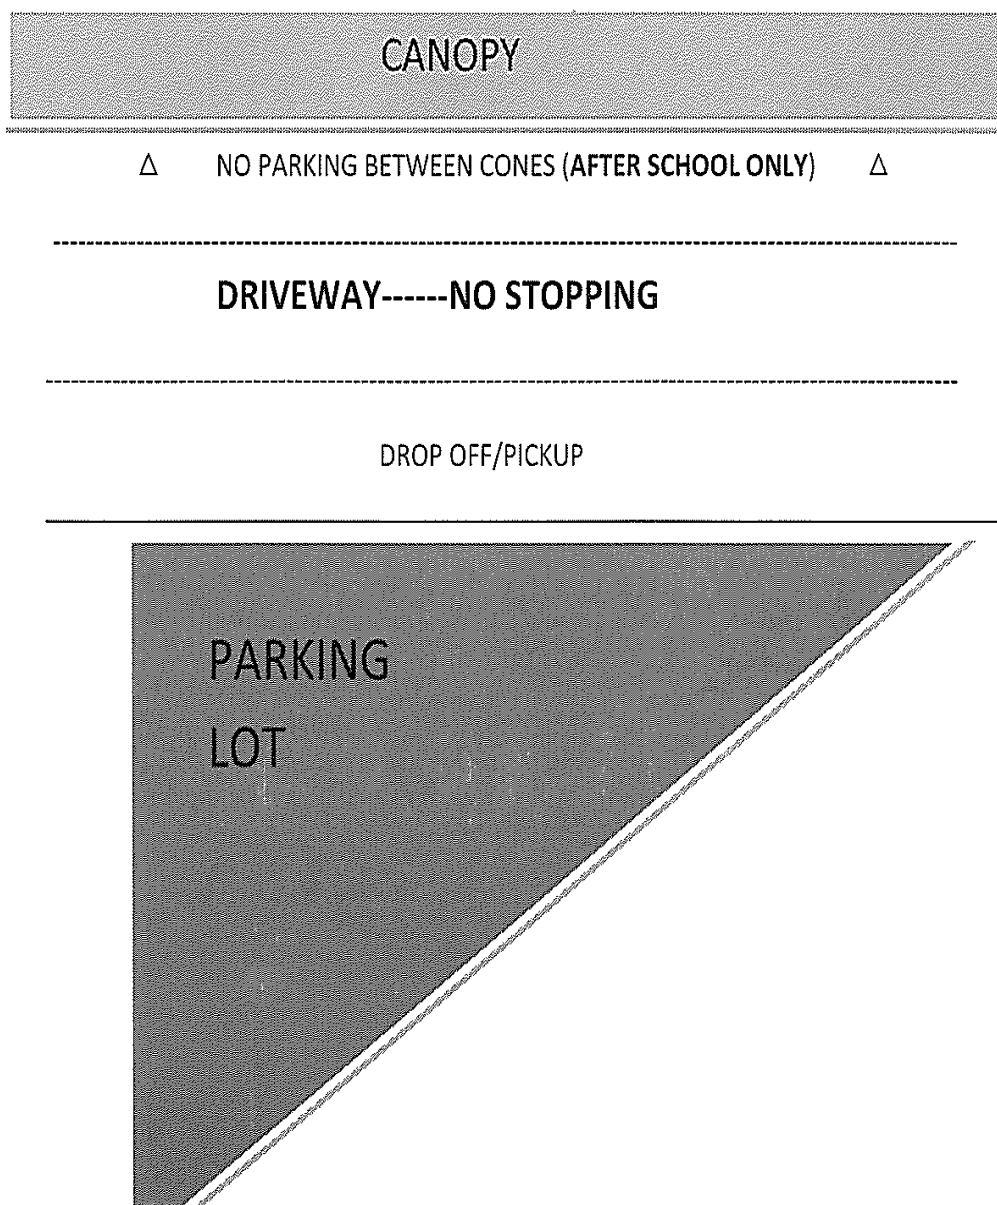 CANOPY
Δ NO PARKING BETWEEN CONES (AFTER SCHOOL ONLY) Δ
DRIVEWAY------NO STOPPING
DROP OFF/PICKUP
PARKING
LOT